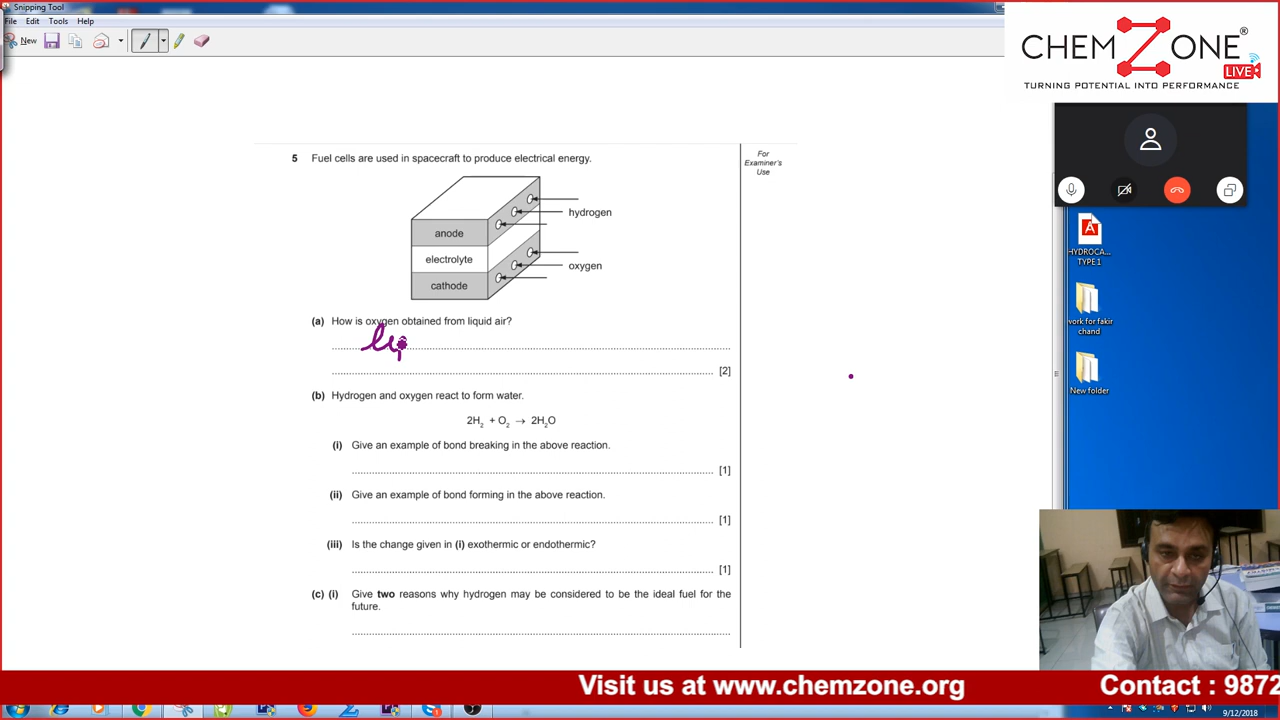 Snipping Tool
File Edit Tools Help
New
CHEMZONE®
LIVE
TURNING POTENTIAL INTO PERFORMANCE
5 Fuel cells are used in spacecraft to produce electrical energy.
For
Examiner's
Use
hydrogen
anode
electrolyte
oxygen
cathode
(a) How is oxygen obtained from liquid air?
liq
[2]
(b) Hydrogen and oxygen react to form water.
2H₂ + O₂ → 2H₂O
(i) Give an example of bond breaking in the above reaction.
[1]
(ii) Give an example of bond forming in the above reaction.
[1]
(iii) Is the change given in (i) exothermic or endothermic?
[1]
(c) (i) Give two reasons why hydrogen may be considered to be the ideal fuel for the
future.
HYDROCA...
TYPE 1
work for fakir
chand
New folder
Visit us at www.chemzone.org Contact : 9872
9/12/2018